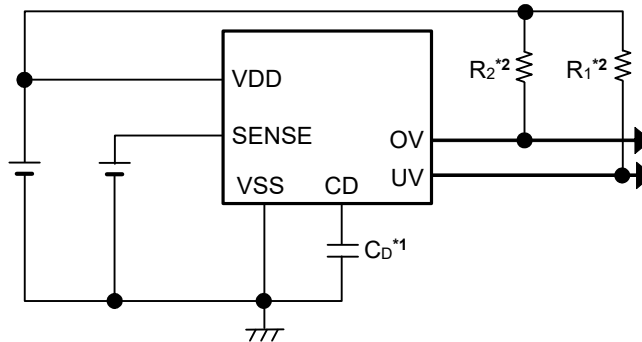 R2*2 R1*2
VDD
SENSE
OV
UV
VSS CD
CD*1